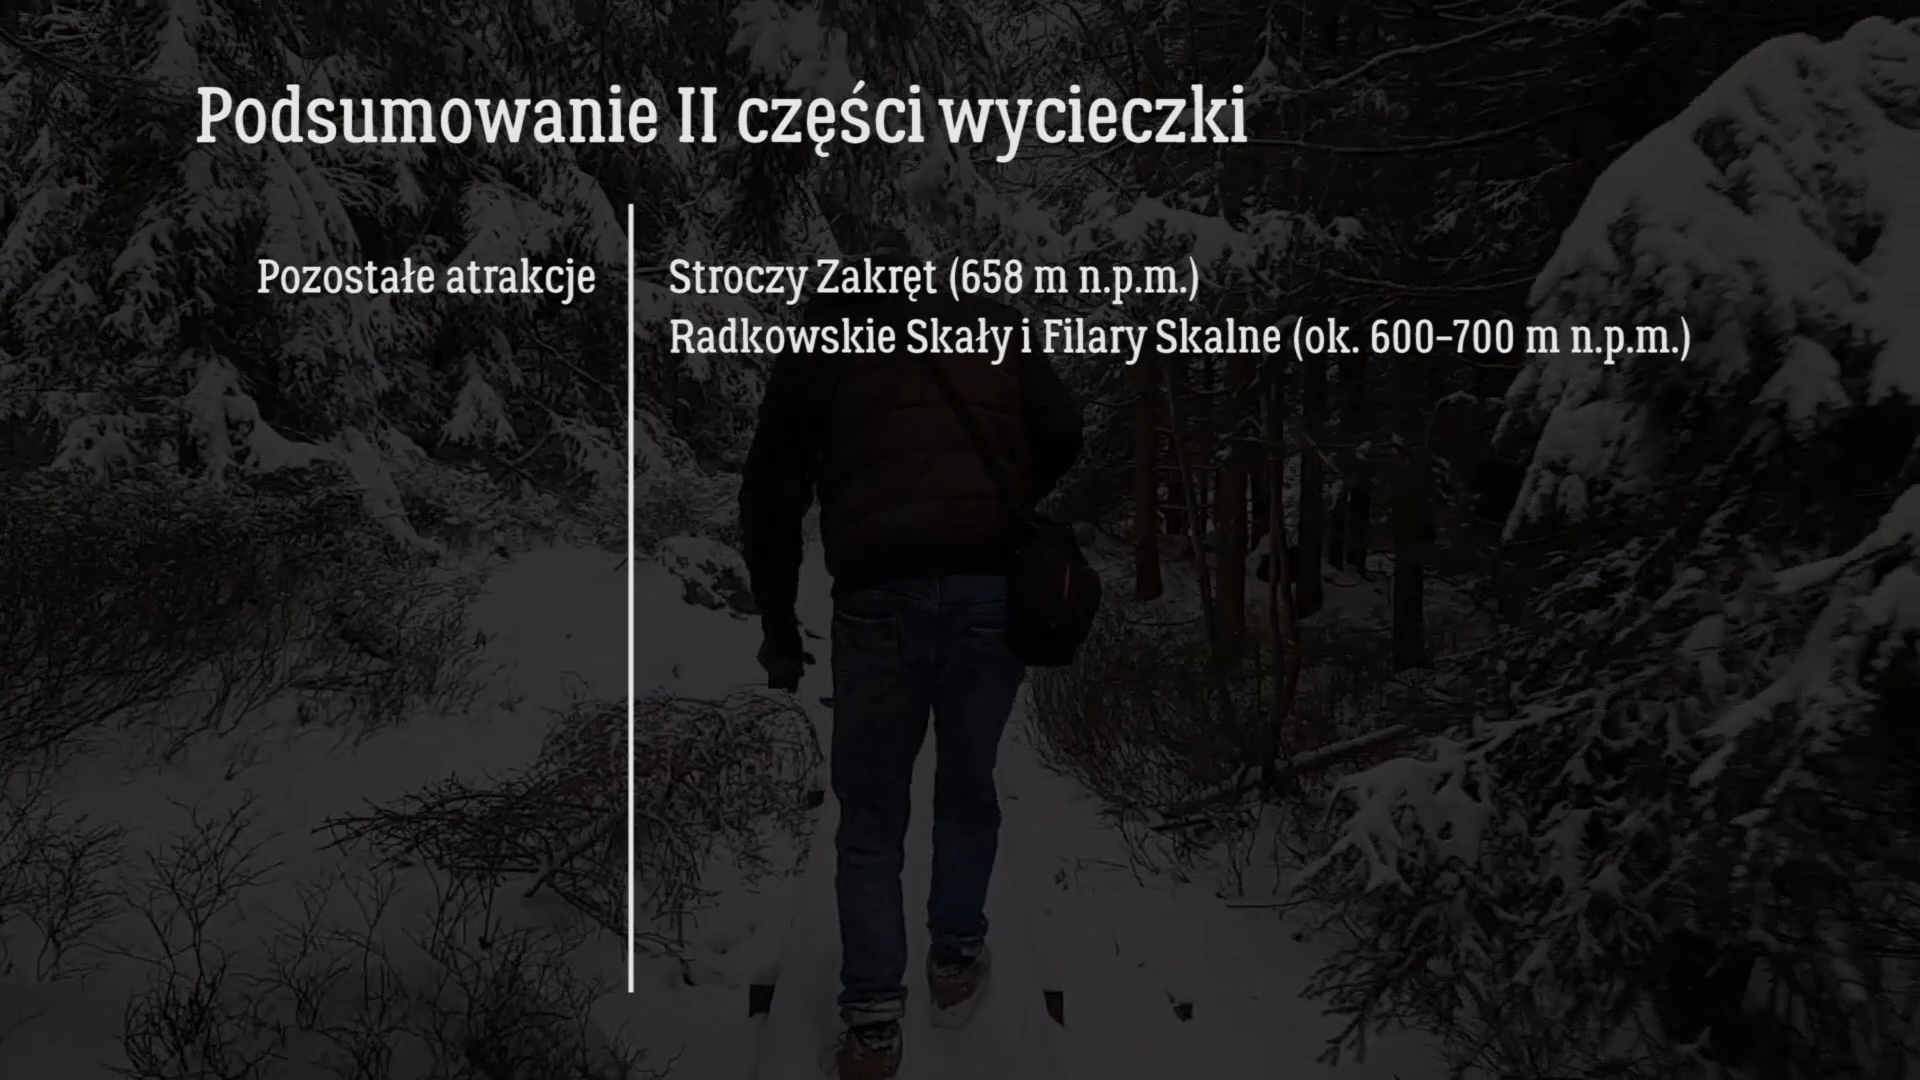 Podsumowanie II części wycieczki
Pozostałe atrakcje
Stroczy Zakręt (658 m n.p.m.)
Radkowskie Skały i Filary Skalne (ok. 600-700 m n.p.m.)